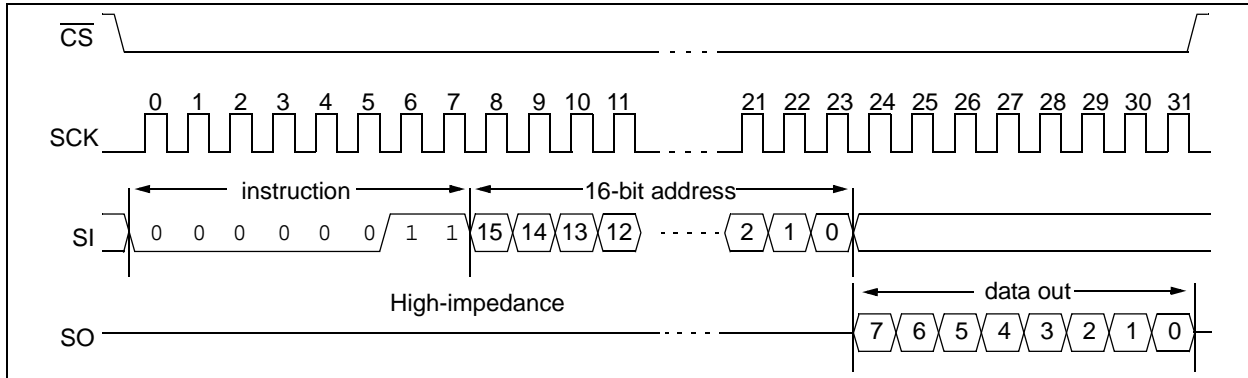 CS
0 1 2 3 4 5 6 7 8 9 10 11 21 22 23 24 25 26 27 28 29 30 31
SCK
instruction 16-bit address
SI 0 0 0 0 0 0 1 1 15 14 13 12 2 1 0
High-impedance data out
SO 7 6 5 4 3 2 1 0